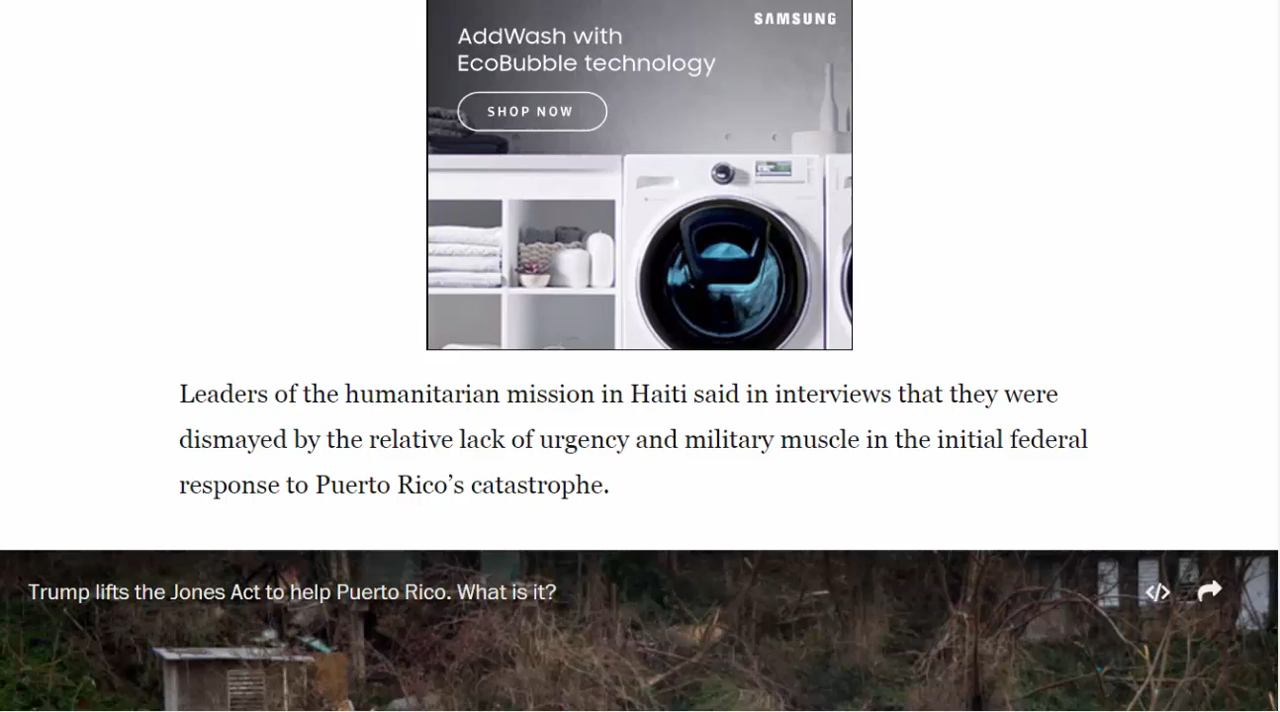 SAMSUNG
AddWash with
EcoBubble technology
SHOP NOW
Leaders of the humanitarian mission in Haiti said in interviews that they were
dismayed by the relative lack of urgency and military muscle in the initial federal
response to Puerto Rico’s catastrophe.
Trump lifts the Jones Act to help Puerto Rico. What is it?